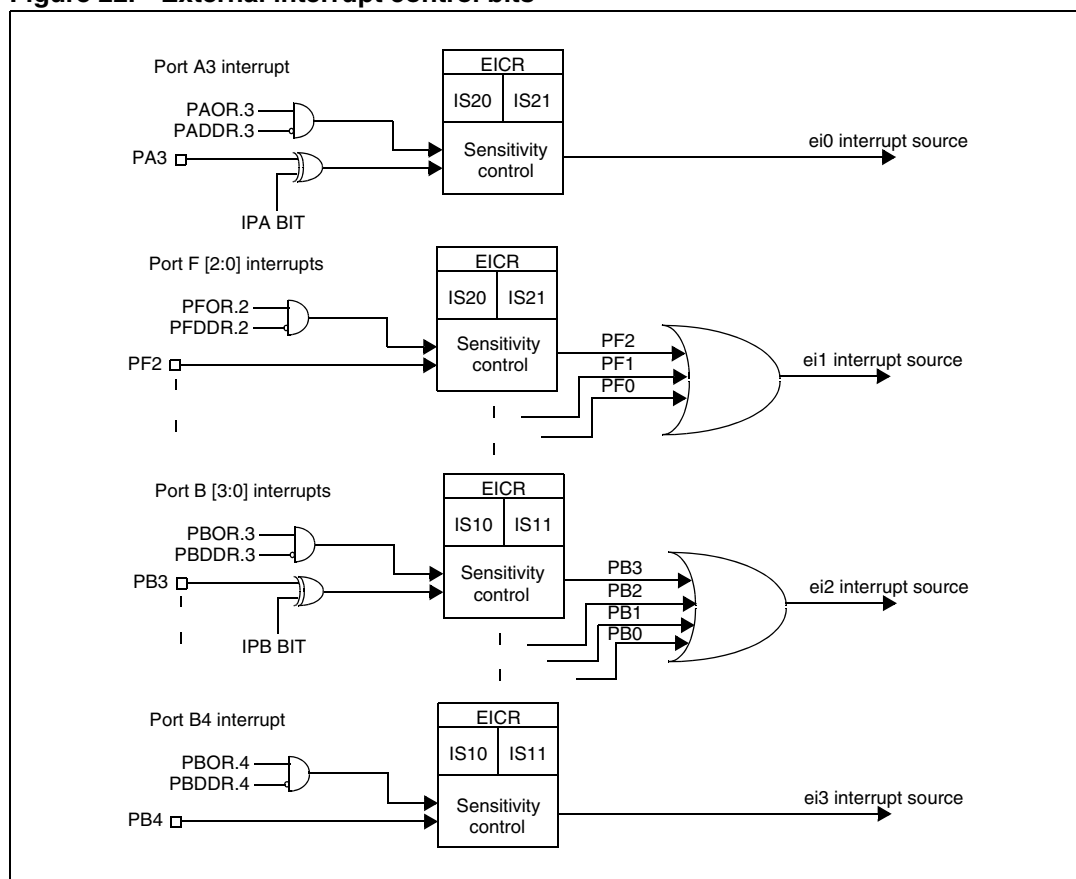 Figure 22. External interrupt control bits
Port A3 interrupt
EICR
IS20 IS21
PAOR.3
PADDR.3
Sensitivity
control
ei0 interrupt source
PA3
IPA BIT
Port F [2:0] interrupts
EICR
IS20 IS21
PFOR.2
PFDDR.2
Sensitivity
control
PF2
PF2
PF1
PF0
ei1 interrupt source
Port B [3:0] interrupts
EICR
IS10 IS11
PBOR.3
PBDDR.3
Sensitivity
control
PB3
IPB BIT
PB3
PB2
PB1
PB0
ei2 interrupt source
Port B4 interrupt
EICR
IS10 IS11
PBOR.4
PBDDR.4
Sensitivity
control
PB4
ei3 interrupt source